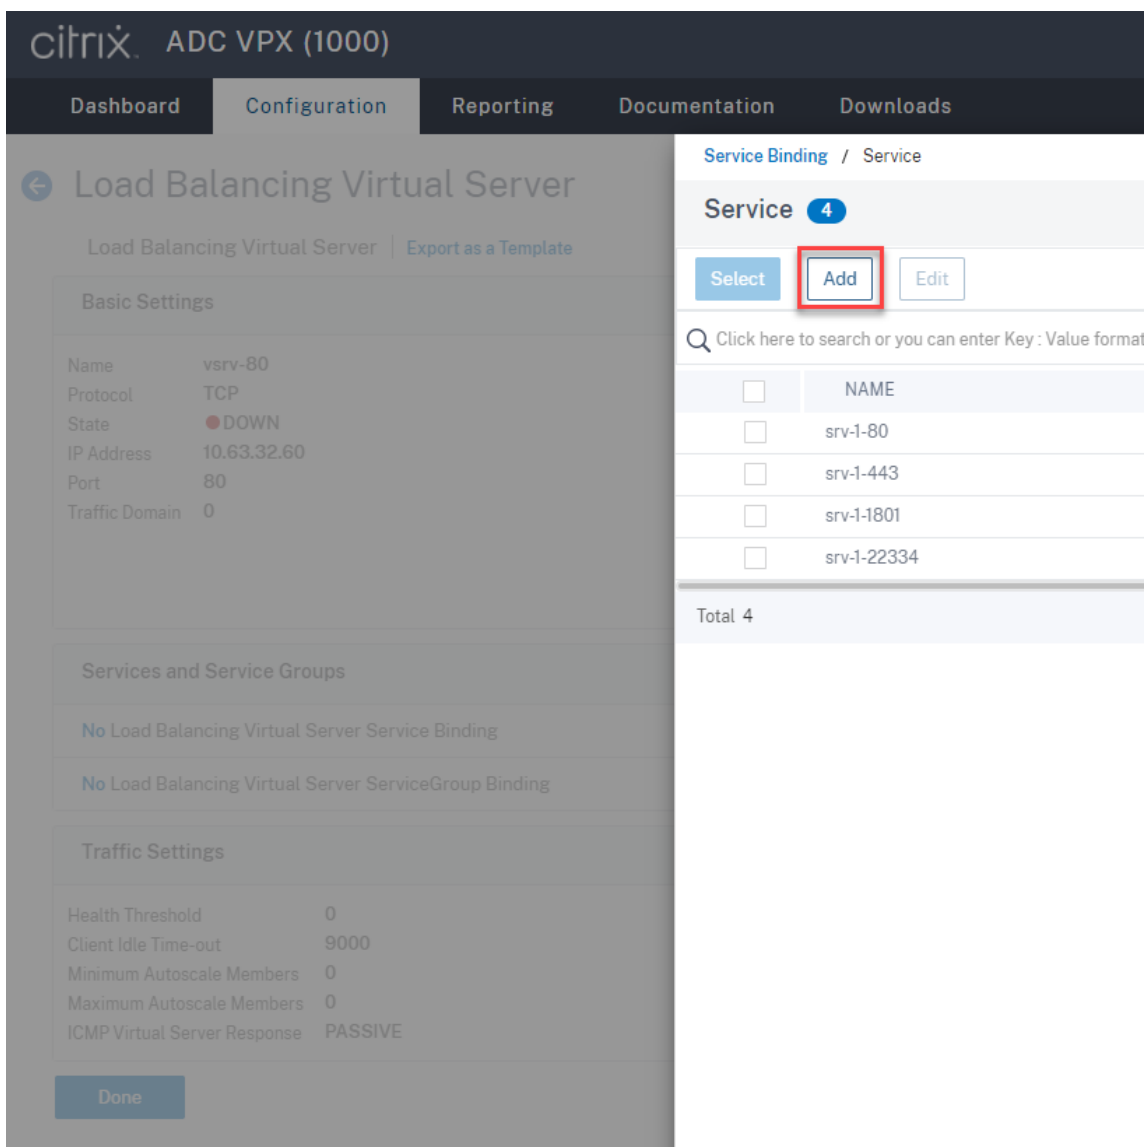 citrix. ADC VPX (1000)
Dashboard Configuration Reporting Documentation Downloads
Load Balancing Virtual Server
Load Balancing Virtual Server | Export as a Template
Basic Settings
Name vsrv-80
Protocol TCP
State DOWN
IP Address 10.63.32.60
Port 80
Traffic Domain 0
Services and Service Groups
No Load Balancing Virtual Server Service Binding
No Load Balancing Virtual Server ServiceGroup Binding
Traffic Settings
Health Threshold 0
Client Idle Time-out 9000
Minimum Autoscale Members 0
Maximum Autoscale Members 0
ICMP Virtual Server Response PASSIVE
Done
Service Binding / Service
Service 4
Select Add Edit
Click here to search or you can enter Key : Value format
NAME
srv-1-80
srv-1-443
srv-1-1801
srv-1-22334
Total 4